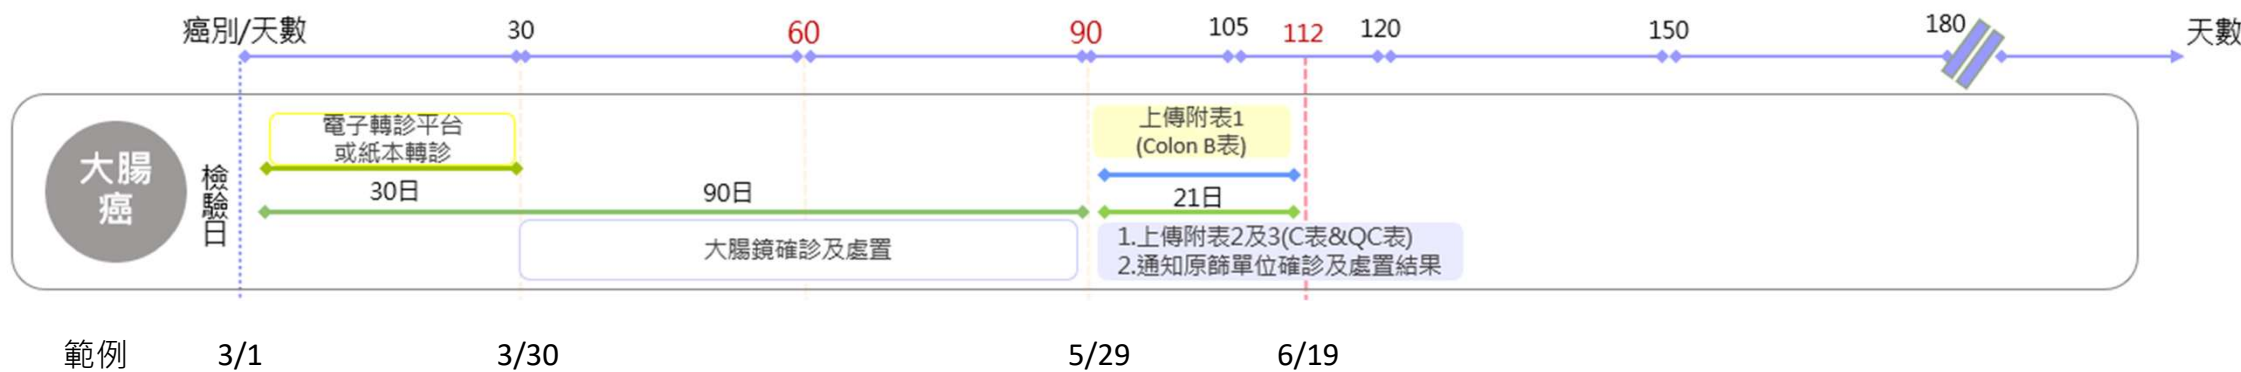 癌別/天數 30 60 90 105 112 120 150 180 天數
電子轉診平台
或紙本轉診
上傳附表1
(Colon B表)
大腸
癌
檢驗日
30日 90日 21日
大腸鏡確診及處置
1.上傳附表2及3(C表&QC表)
2.通知原篩單位確診及處置結果
範例 3/1 3/30 5/29 6/19